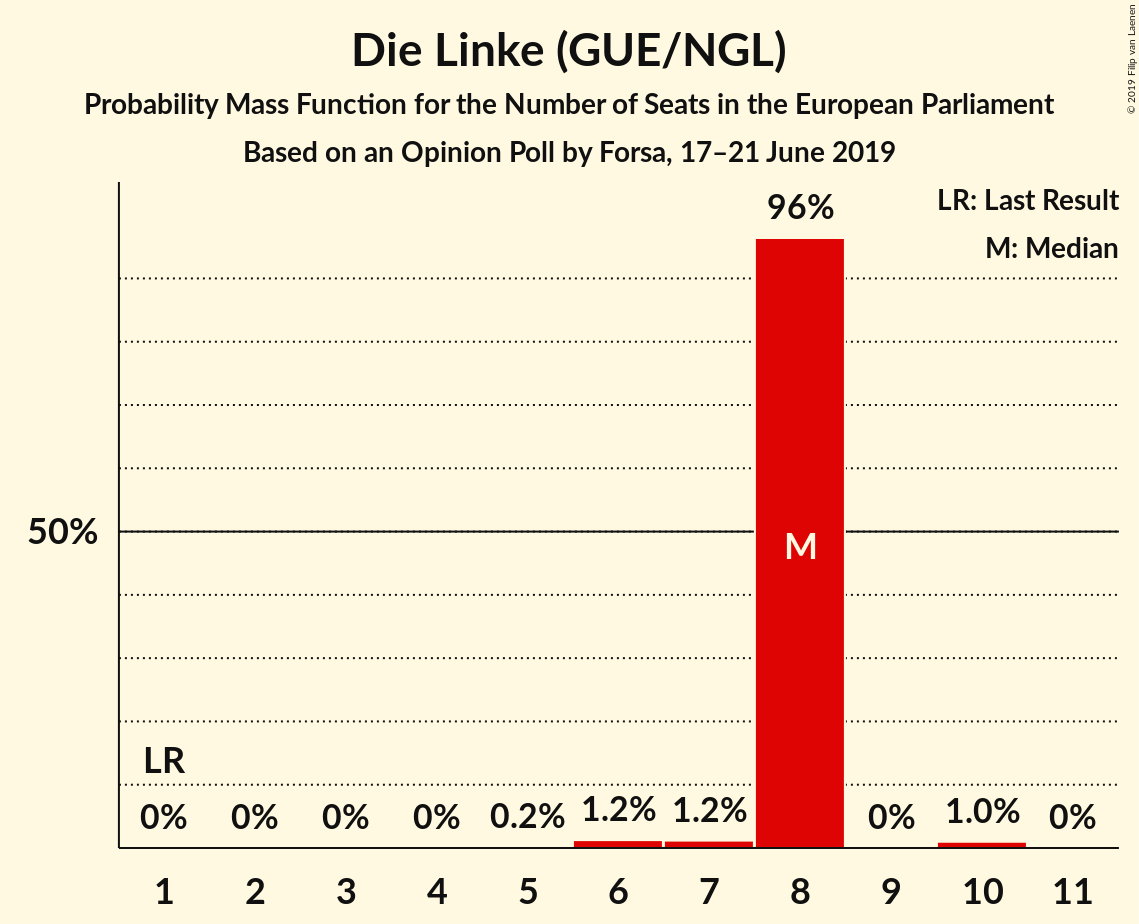 Die Linke (GUE/NGL)
Probability Mass Function for the Number of Seats in the European Parliament
Based on an Opinion Poll by Forsa, 17–21 June 2019
© 2019 Filip van Laenen
LR: Last Result
M: Median
96%
50%
M
LR
0% 0% 0% 0% 0.2% 1.2% 1.2% 0% 1.0% 0%
1 2 3 4 5 6 7 8 9 10 11